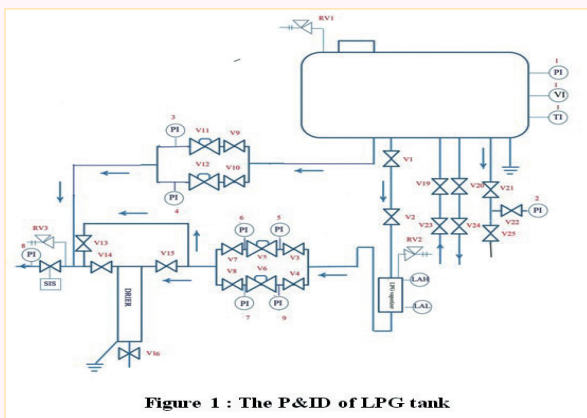 RV1
1
PI
1
VI
1
TI
3
PI
V11
V9
V12
V10
PI
4
V1
V19
V20
V21
2
V22
PI
V2
V23
V24
V25
RV3
8
PI
V13
V14
V15
SIS
6
PI
5
PI
V7
V5
V3
V8
V6
V4
PI
7
PI
9
RV2
LAH
LAL
DRIER
V16
Figure 1 : The P&ID of LPG tank